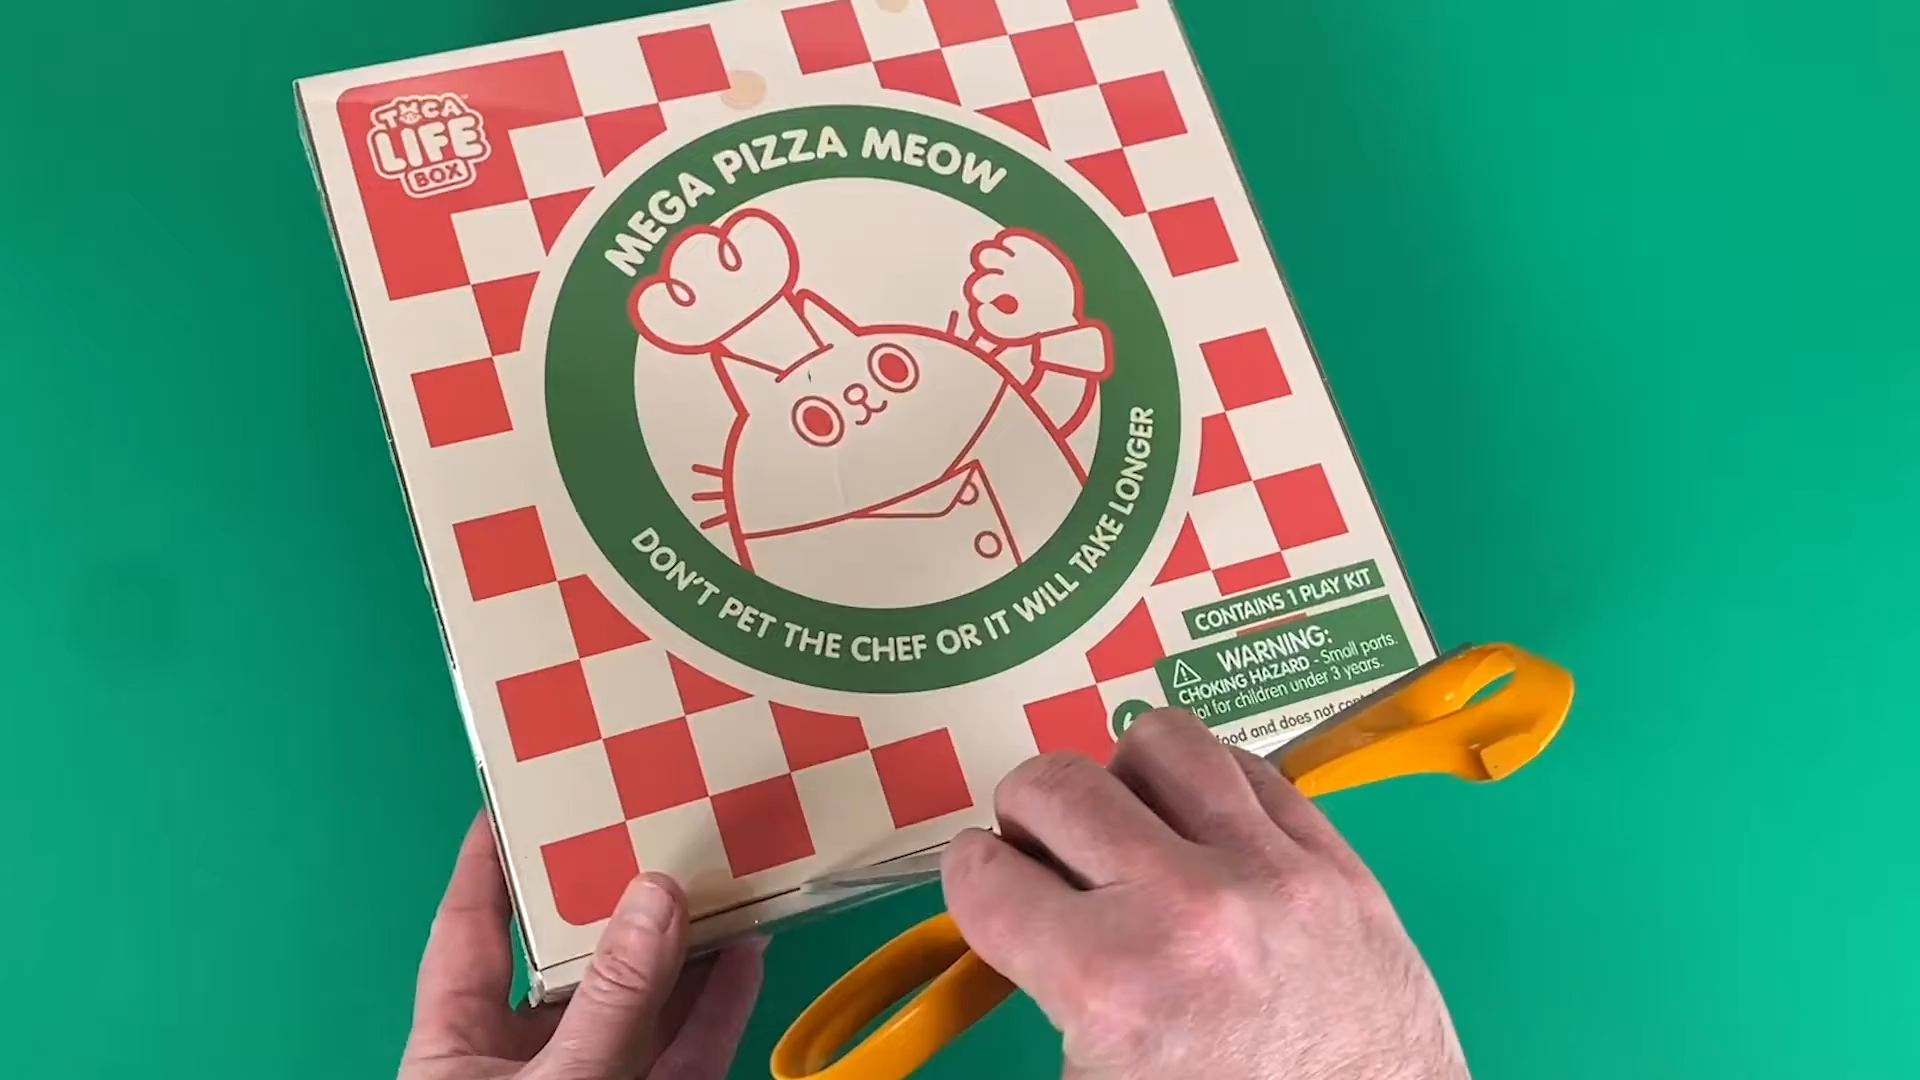 TOCA
LIFE
BOX
MEGA PIZZA MEOW
DON'T PET THE CHEF OR IT WILL TAKE LONGER
CONTAINS 1 PLAY KIT
WARNING:
CHOKING HAZARD - Small parts.
Not for children under 3 years.
food and does not